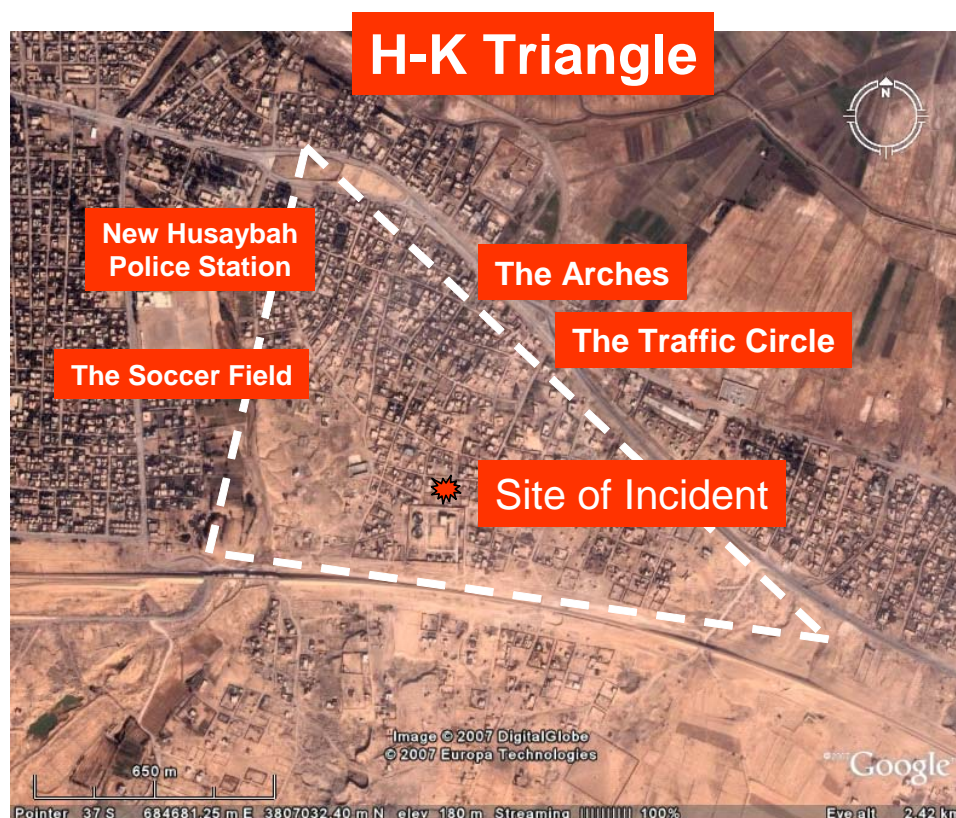 H-K Triangle
N
New Husaybah
Police Station
The Arches
The Traffic Circle
The Soccer Field
Site of Incident
Image © 2007 DigitalGlobe
© 2007 Europa Technologies
©2007 Google
650 m
Pointer 37 S 684681.25 m E 3807032.40 m N elev 180 m Streaming |||||||||| 100% Eye alt 2.42 km